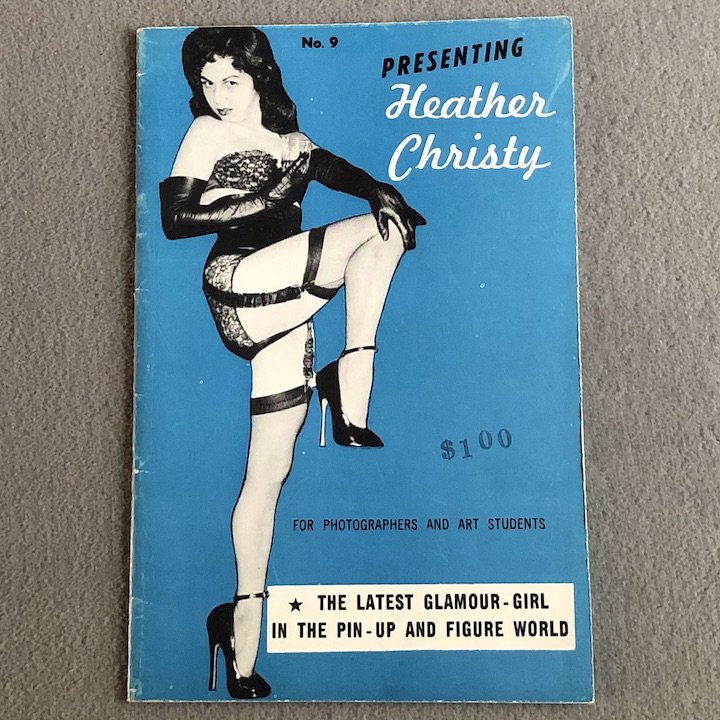 No. 9
PRESENTING
Heather
Christy
$1 00
FOR PHOTOGRAPHERS AND ART STUDENTS
★ THE LATEST GLAMOUR-GIRL
IN THE PIN-UP AND FIGURE WORLD